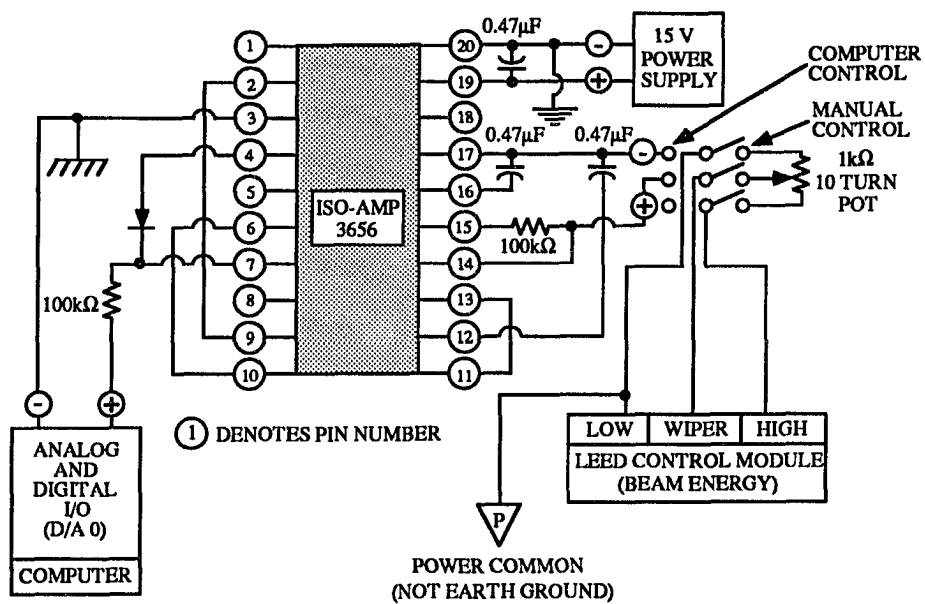 0.47µF
15 V
POWER
SUPPLY
COMPUTER
CONTROL
MANUAL
CONTROL
1kΩ
10 TURN
POT
0.47µF
0.47µF
1
2
3
4
5
6
7
8
9
10
20
19
18
17
16
15
14
13
12
11
ISO-AMP
3656
100kΩ
100kΩ
- 
+
-
+
-
+
1 DENOTES PIN NUMBER
ANALOG
AND
DIGITAL
I/O
(D/A 0)
COMPUTER
LOW WIPER HIGH
LEED CONTROL MODULE
(BEAM ENERGY)
P
POWER COMMON
(NOT EARTH GROUND)